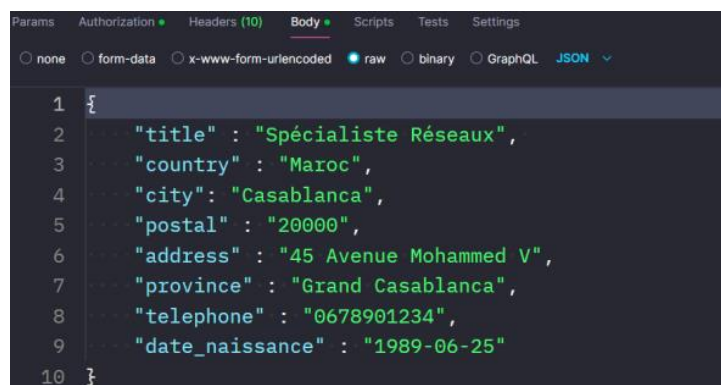 Params Authorization Headers (10) Body Scripts Tests Settings
none form-data x-www-form-urlencoded raw binary GraphQL JSON
1 {
2 "title" : "Spécialiste Réseaux",
3 "country" : "Maroc",
4 "city": "Casablanca",
5 "postal" : "20000",
6 "address" : "45 Avenue Mohammed V",
7 "province" : "Grand Casablanca",
8 "telephone" : "0678901234",
9 "date_naissance" : "1989-06-25"
10 }